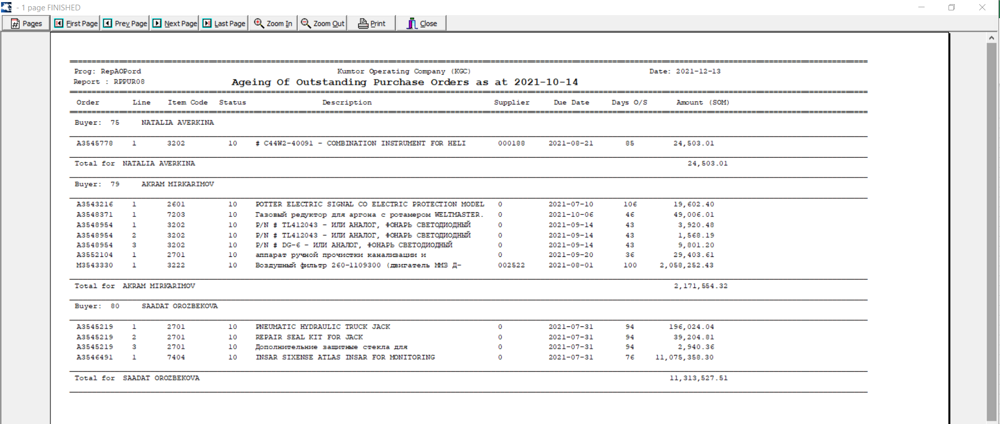 - 1 page FINISHED
Pages First Page Prev Page Next Page Last Page Zoom In Zoom Out Print Close
Prog: RepAOPord Kumtor Operating Company (KGC) Date: 2021-12-13
Report : RPPUR08 Ageing Of Outstanding Purchase Orders as at 2021-10-14
Order Line Item Code Status Description Supplier Due Date Days O/S Amount (SOM)
Buyer: 75 NATALIA AVERKINA
A3545778 1 3202 10 # C44W2-40091 - COMBINATION INSTRUMENT FOR HELI 000188 2021-08-21 85 24,503.01
Total for NATALIA AVERKINA 24,503.01
Buyer: 79 AKRAM MIRKARIMOV
A3543216 1 2601 10 POTTER ELECTRIC SIGNAL CO ELECTRIC PROTECTION MODEL 0 2021-07-10 106 19,602.40
A3548371 1 7203 10 Газовый редуктор для аргона с ротамером WELTMASTER. 0 2021-10-06 46 49,006.01
A3548954 1 3202 10 P/N # TL412043 - ИЛИ АНАЛОГ, ФОНАРЬ СВЕТОДИОДНЫЙ 0 2021-09-14 43 3,920.48
A3548954 2 3202 10 P/N # TL412043 - ИЛИ АНАЛОГ, ФОНАРЬ СВЕТОДИОДНЫЙ 0 2021-09-14 43 1,568.19
A3548954 3 3202 10 P/N # DG-6 - ИЛИ АНАЛОГ, ФОНАРЬ СВЕТОДИОДНЫЙ 0 2021-09-14 43 9,801.20
A3552104 1 2701 10 аппарат ручной прочистки канализации и 0 2021-09-20 36 29,403.61
M3543330 1 3222 10 Воздушный фильтр 260-1109300 (двигатель ММЗ Д- 002522 2021-08-01 100 2,058,252.43
Total for AKRAM MIRKARIMOV 2,171,554.32
Buyer: 80 SAADAT OROZBEKOVA
A3545219 1 2701 10 PNEUMATIC HYDRAULIC TRUCK JACK 0 2021-07-31 94 196,024.04
A3545219 2 2701 10 REPAIR SEAL KIT FOR JACK 0 2021-07-31 94 39,204.81
A3545219 3 2701 10 Дополнительные защитные стекла для 0 2021-07-31 94 2,940.36
A3546491 1 7404 10 INSAR SIXENSE ATLAS INSAR FOR MONITORING 0 2021-07-31 76 11,075,358.30
Total for SAADAT OROZBEKOVA 11,313,527.51